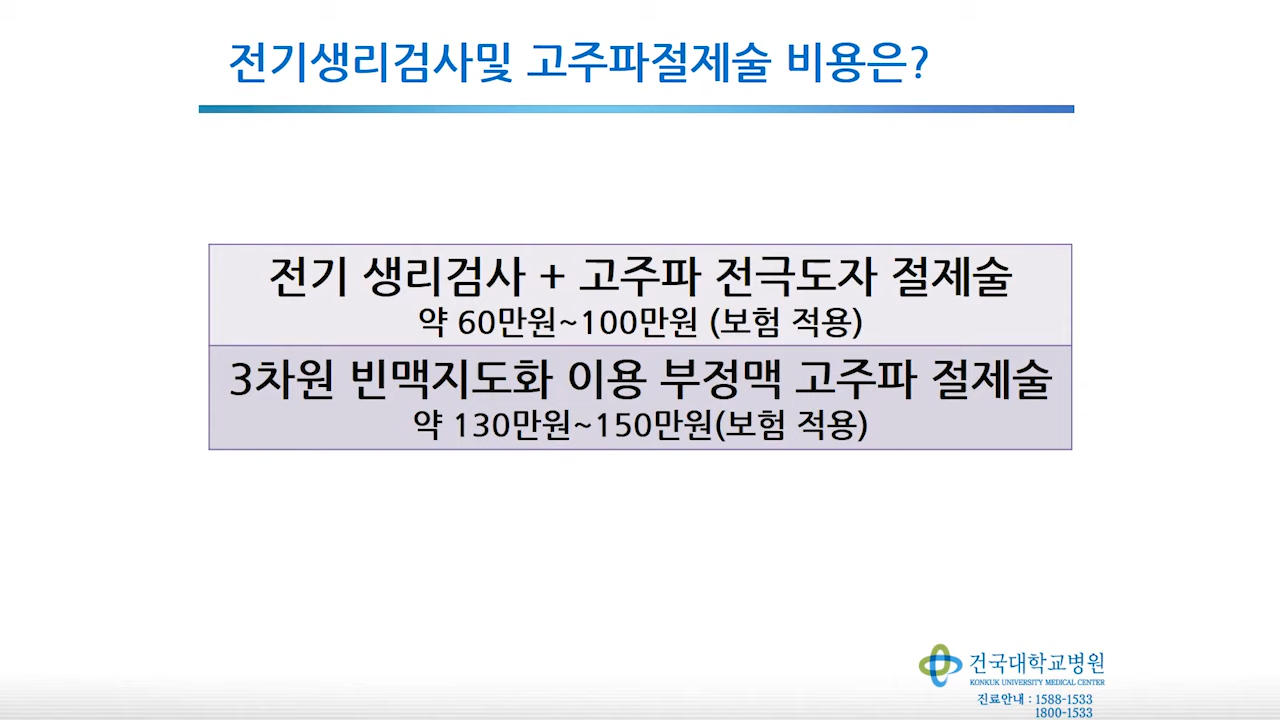 전기생리검사및 고주파절제술 비용은?
전기 생리검사 + 고주파 전극도자 절제술
약 60만원~100만원 (보험 적용)
3차원 빈맥지도화 이용 부정맥 고주파 절제술
약 130만원~150만원(보험 적용)
건국대학교병원
KONKUK UNIVERSITY MEDICAL CENTER
진료안내 : 1588-1533
1800-1533